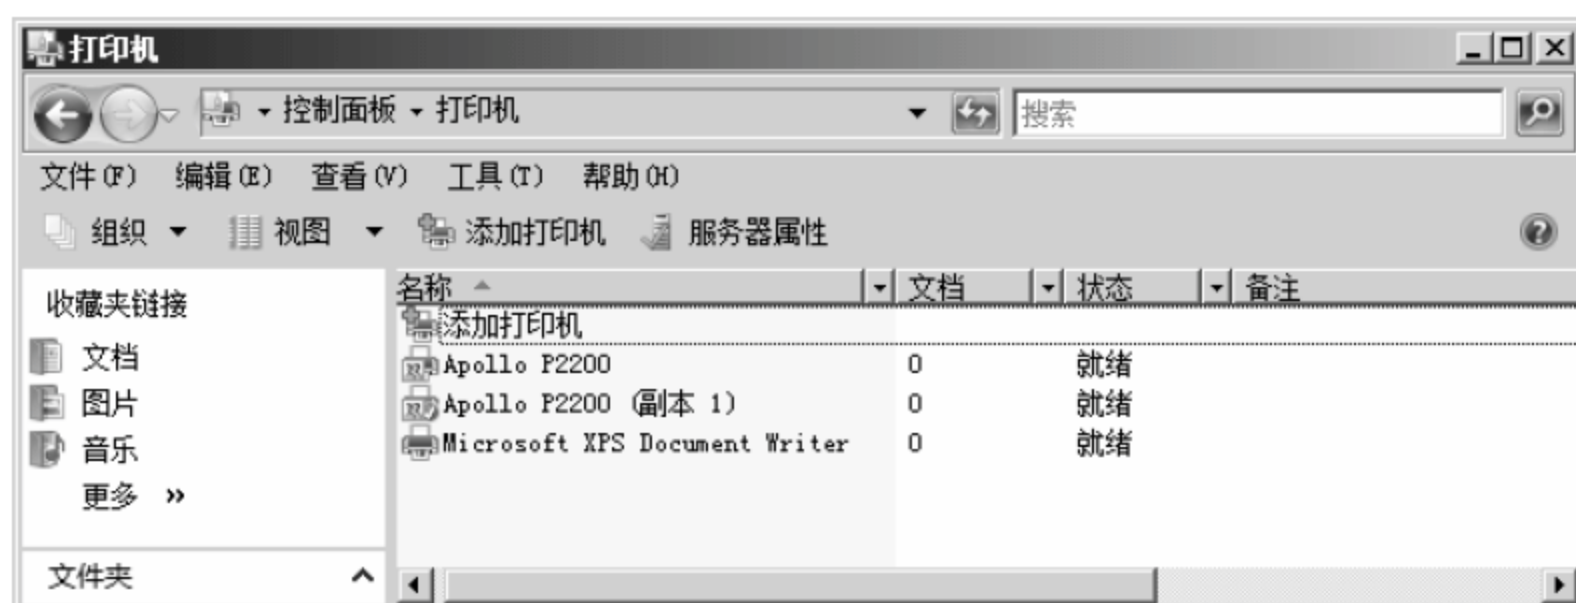 打印机
控制面板 打印机 搜索
文件(F) 编辑(E) 查看(V) 工具(T) 帮助(H)
组织 视图 添加打印机 服务器属性
收藏夹链接
文档
图片
音乐
更多 »
文件夹
名称 文档 状态 备注
添加打印机
Apollo P2200 0 就绪
Apollo P2200 (副本 1) 0 就绪
Microsoft XPS Document Writer 0 就绪